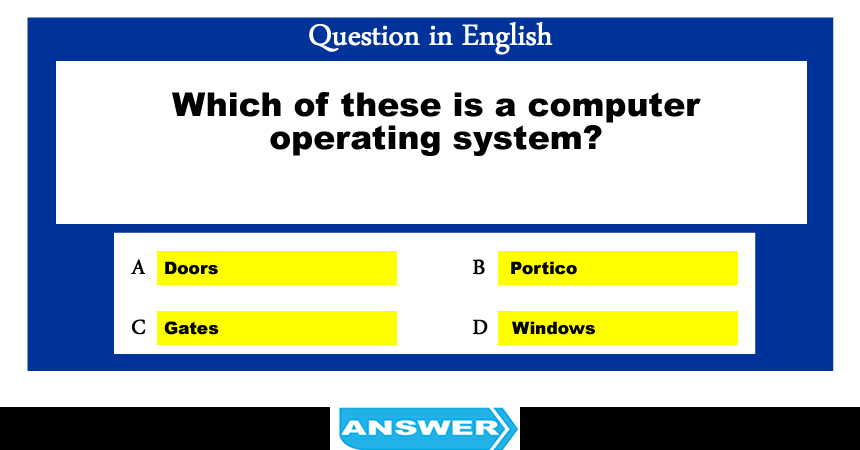 Question in English
Which of these is a computer
operating system?
A Doors
B Portico
C Gates
D Windows
ANSWER